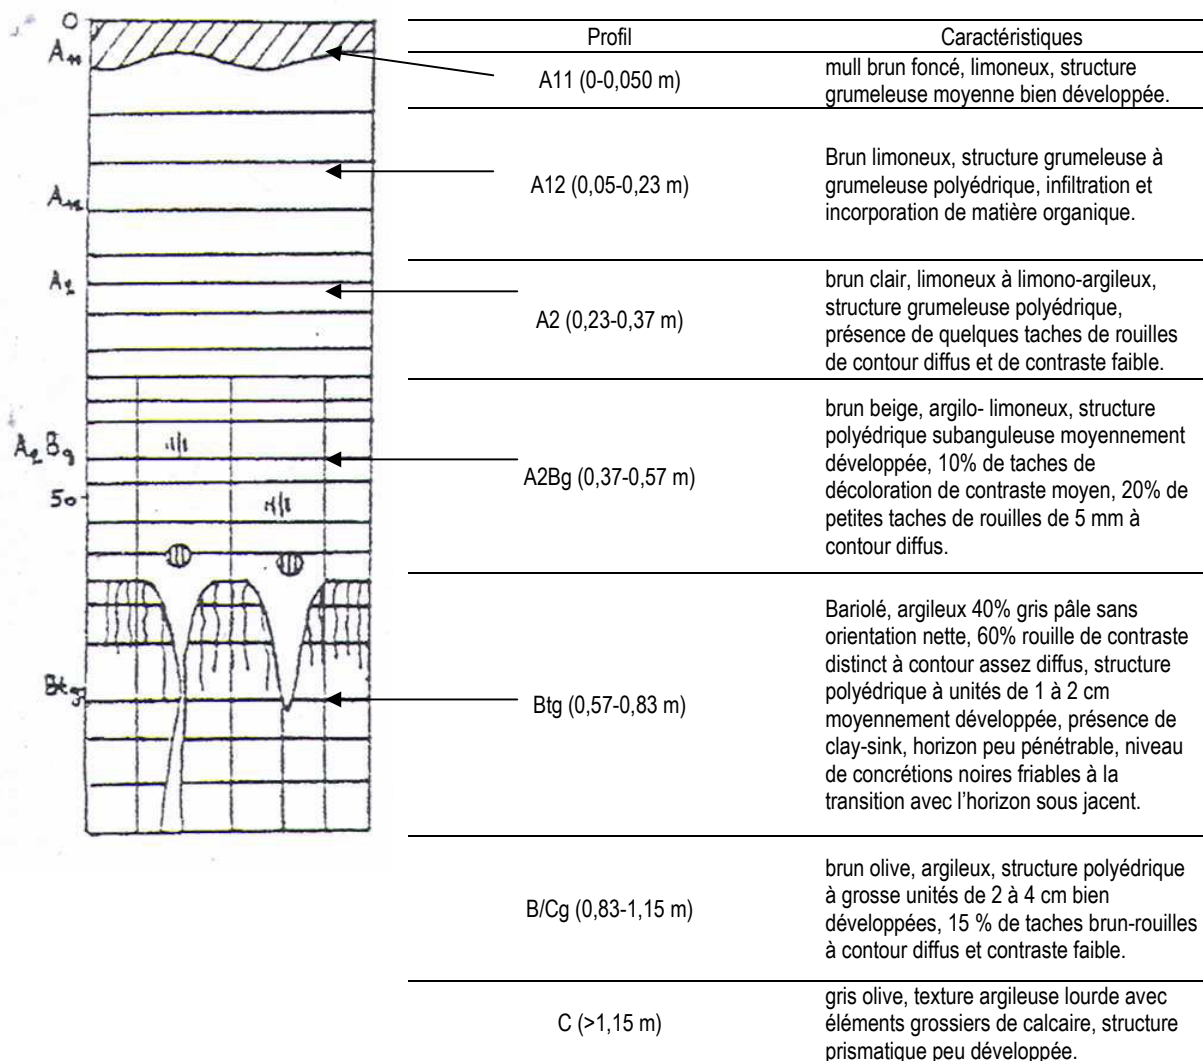 0
A11
A12
A2
A2Bg
50
Btg
Profil Caractéristiques
A11 (0-0,050 m)
mull brun foncé, limoneux, structure
grumeleuse moyenne bien développée.
A12 (0,05-0,23 m)
Brun limoneux, structure grumeleuse à
grumeleuse polyédrique, infiltration et
incorporation de matière organique.
A2 (0,23-0,37 m)
brun clair, limoneux à limono-argileux,
structure grumeleuse polyédrique,
présence de quelques taches de rouilles
de contour diffus et de contraste faible.
A2Bg (0,37-0,57 m)
brun beige, argilo- limoneux, structure
polyédrique subanguleuse moyennement
développée, 10% de taches de
décoloration de contraste moyen, 20% de
petites taches de rouilles de 5 mm à
contour diffus.
Btg (0,57-0,83 m)
Bariolé, argileux 40% gris pâle sans
orientation nette, 60% rouille de contraste
distinct à contour assez diffus, structure
polyédrique à unités de 1 à 2 cm
moyennement développée, présence de
clay-sink, horizon peu pénétrable, niveau
de concrétions noires friables à la
transition avec l'horizon sous jacent.
B/Cg (0,83-1,15 m)
brun olive, argileux, structure polyédrique
à grosse unités de 2 à 4 cm bien
développées, 15 % de taches brun-rouilles
à contour diffus et contraste faible.
C (>1,15 m)
gris olive, texture argileuse lourde avec
éléments grossiers de calcaire, structure
prismatique peu développée.